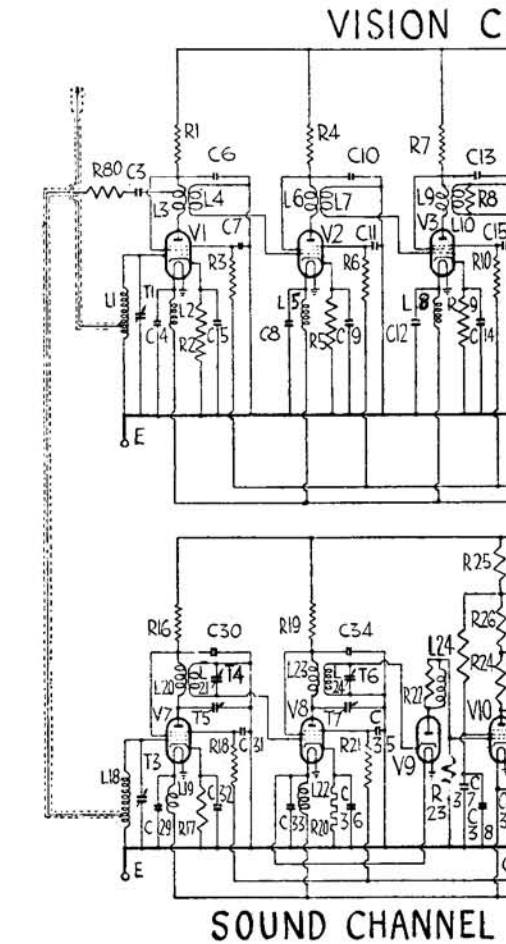 VISION C
R1 R4 R7
R80 C3 C6 C10 C13
L3 L4 L6 L7 L9 L10 R8
V1 C7 V2 C11 V3 C15
R3 R6 R10
L1 T1 C14 L2 R2 C5 C8 L5 R5 C9 C12 L8 R9 C14
E
R25
R16 C30 R19 C34 L24 R26
L20 L21 T4 L23 L24 T6 R22 R24
V7 T5 V8 T7 V10
R18 C31 R21 C35 V9
L18 T3 L19 C32 L22 C36 R23 C37
C29 R17 C33 R20 C38
E
SOUND CHANNEL